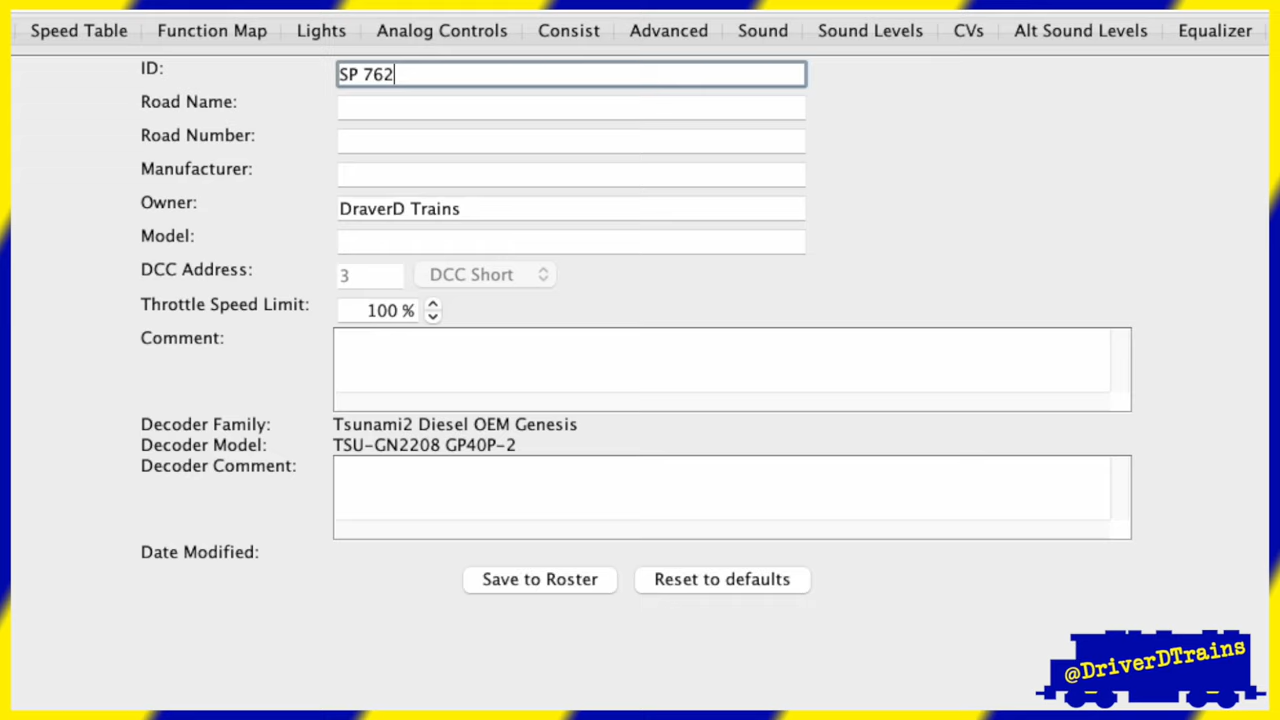 Speed Table Function Map Lights Analog Controls Consist Advanced Sound Sound Levels CVs Alt Sound Levels Equalizer
ID: SP 762
Road Name:
Road Number:
Manufacturer:
Owner: DraverD Trains
Model:
DCC Address: 3 DCC Short
Throttle Speed Limit: 100 %
Comment:
Decoder Family: Tsunami2 Diesel OEM Genesis
Decoder Model: TSU-GN2208 GP40P-2
Decoder Comment:
Date Modified:
Save to Roster Reset to defaults
@DriverDTrains